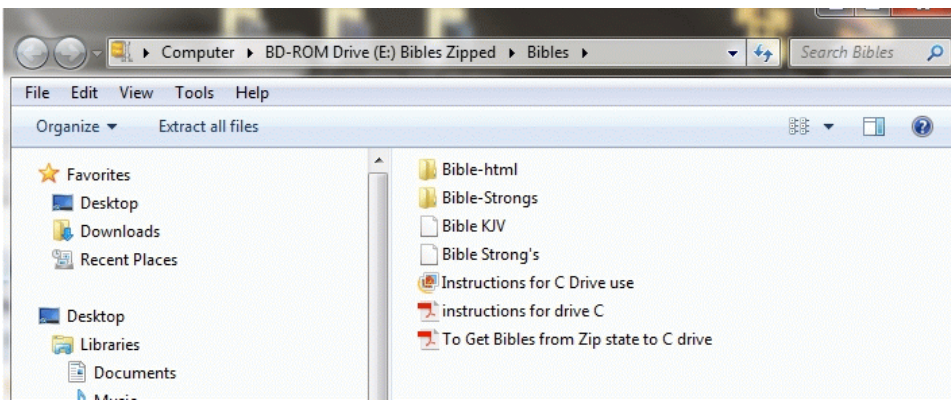 Computer ▸ BD-ROM Drive (E:) Bibles Zipped ▸ Bibles ▸
Search Bibles
File Edit View Tools Help
Organize Extract all files
Favorites
Desktop
Downloads
Recent Places
Desktop
Libraries
Documents
Music
Bible-html
Bible-Strongs
Bible KJV
Bible Strong's
Instructions for C Drive use
instructions for drive C
To Get Bibles from Zip state to C drive